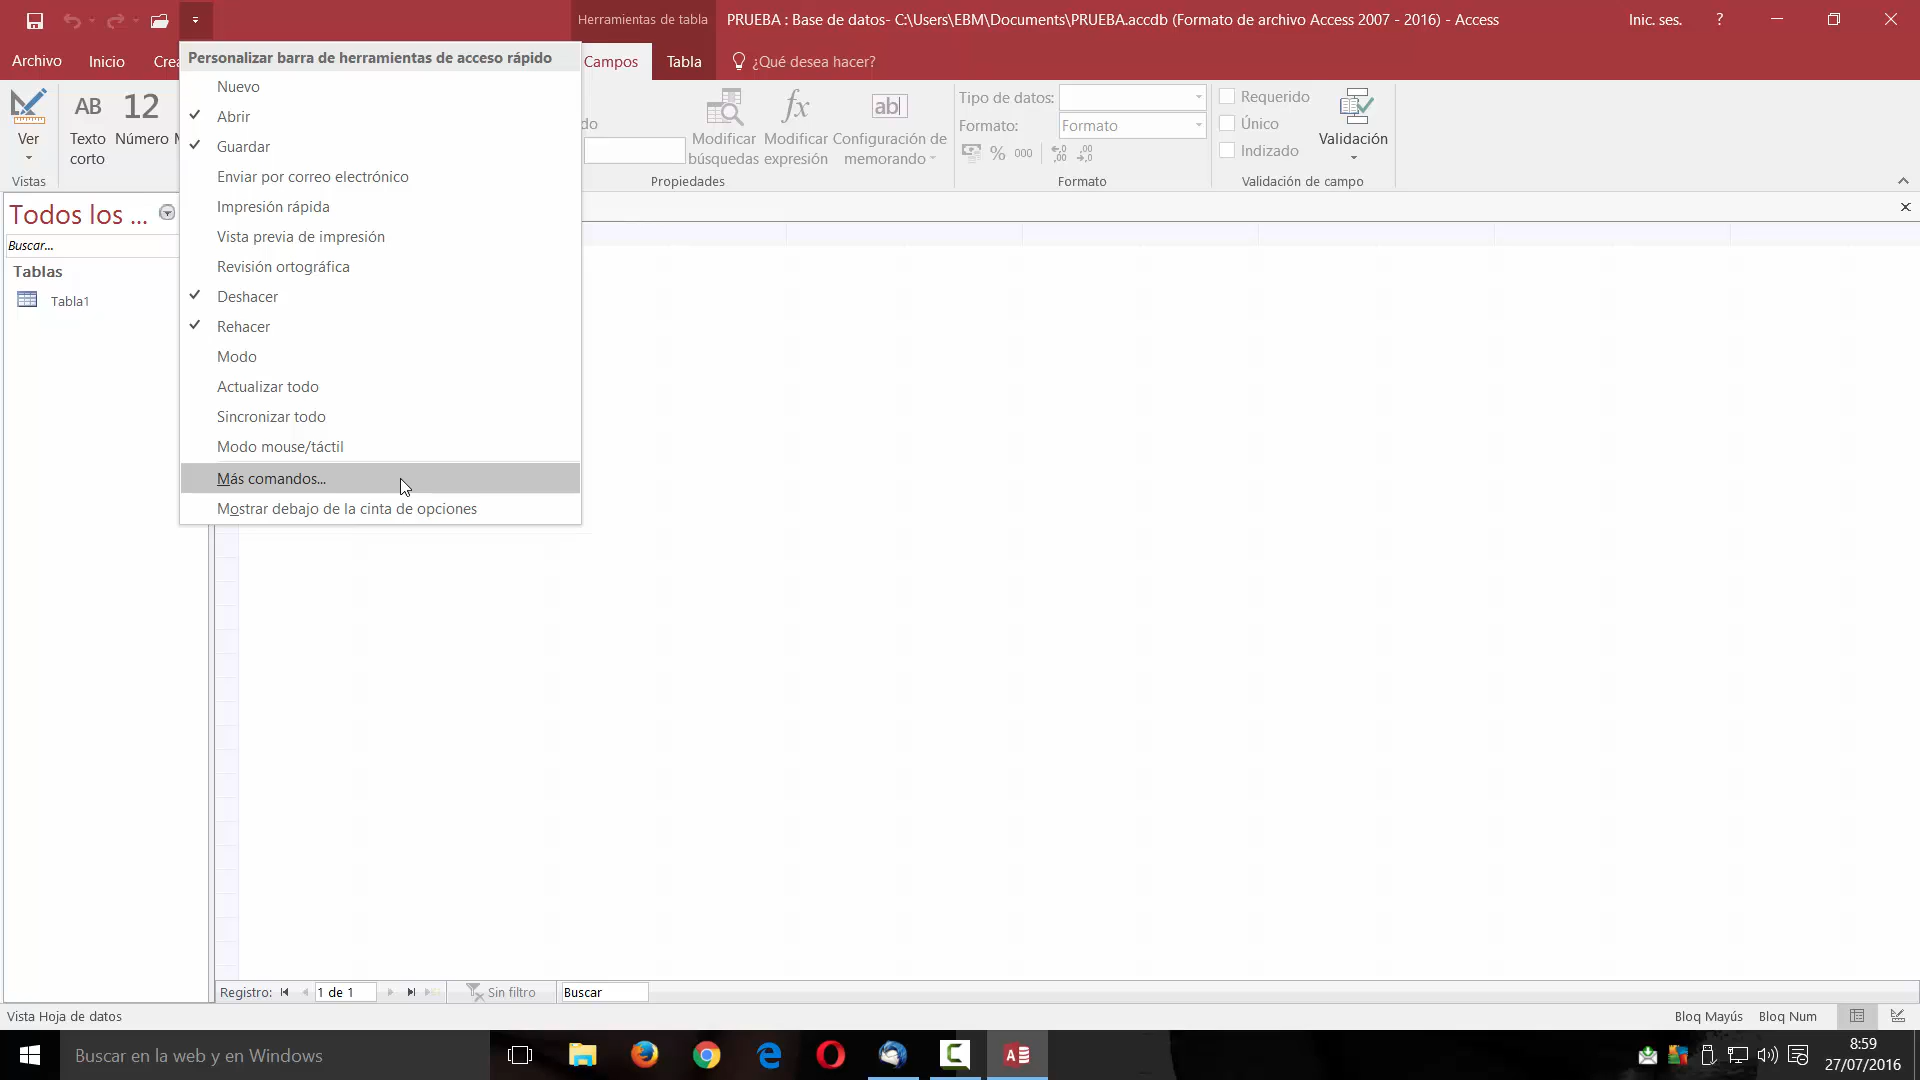 Herramientas de tabla
PRUEBA : Base de datos- C:\Users\EBM\Documents\PRUEBA.accdb (Formato de archivo Access 2007 - 2016) - Access
Inic. ses.
?
Archivo
Inicio
Crea
Campos
Tabla
¿Qué desea hacer?
Personalizar barra de herramientas de acceso rápido
Nuevo
Abrir
Guardar
Enviar por correo electrónico
Impresión rápida
Vista previa de impresión
Revisión ortográfica
Deshacer
Rehacer
Modo
Actualizar todo
Sincronizar todo
Modo mouse/táctil
Más comandos...
Mostrar debajo de la cinta de opciones
Ver
Vistas
AB
Texto
corto
12
Número
do
Modificar
búsquedas
fx
Modificar
expresión
ab
Configuración de
memorando
Propiedades
Tipo de datos:
Formato:
Formato
%
000
Formato
Requerido
Único
Indizado
Validación
Validación de campo
Todos los ...
Buscar...
Tablas
Tabla1
Registro:
1 de 1
Sin filtro
Buscar
Vista Hoja de datos
Bloq Mayús
Bloq Num
Buscar en la web y en Windows
8:59
27/07/2016